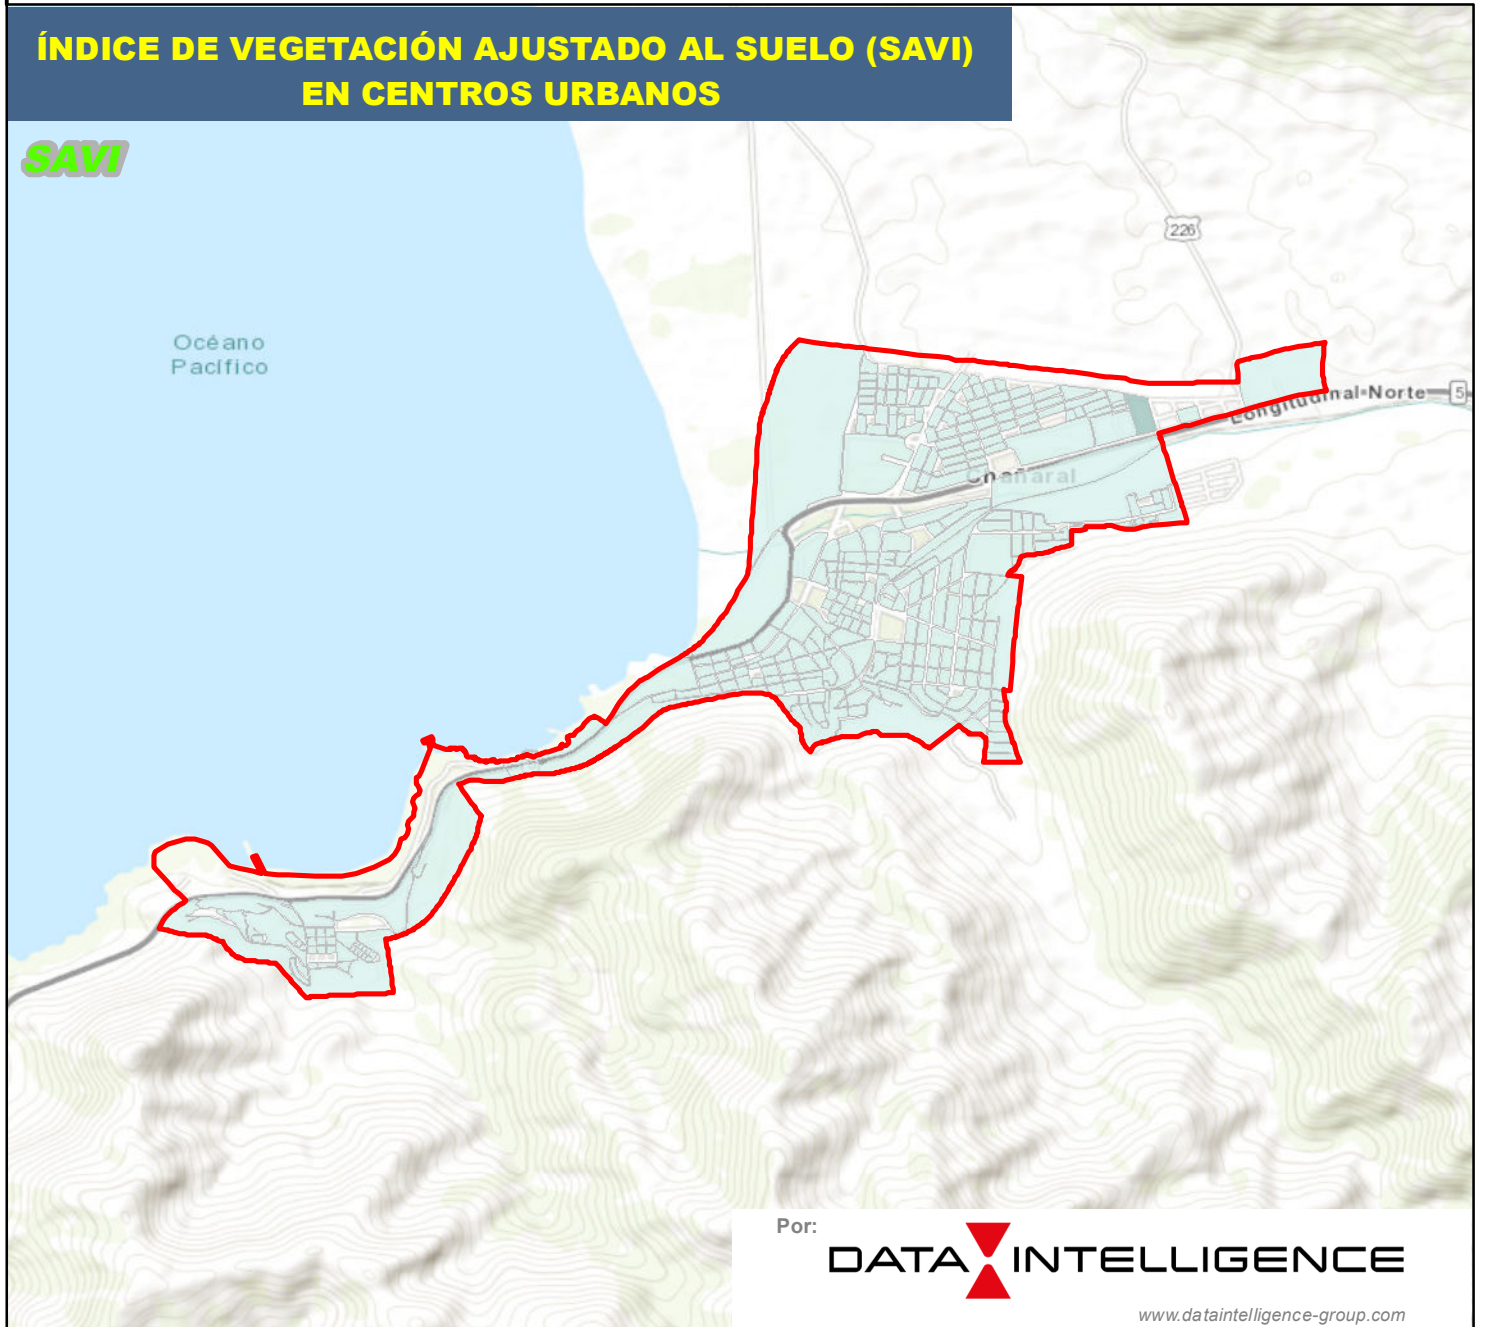 ÍNDICE DE VEGETACIÓN AJUSTADO AL SUELO (SAVI)
EN CENTROS URBANOS
SAVI
226
Océano
Pacífico
Longitudinal-Norte
5
Chañaral
Por:
DATA INTELLIGENCE
www.dataintelligence-group.com